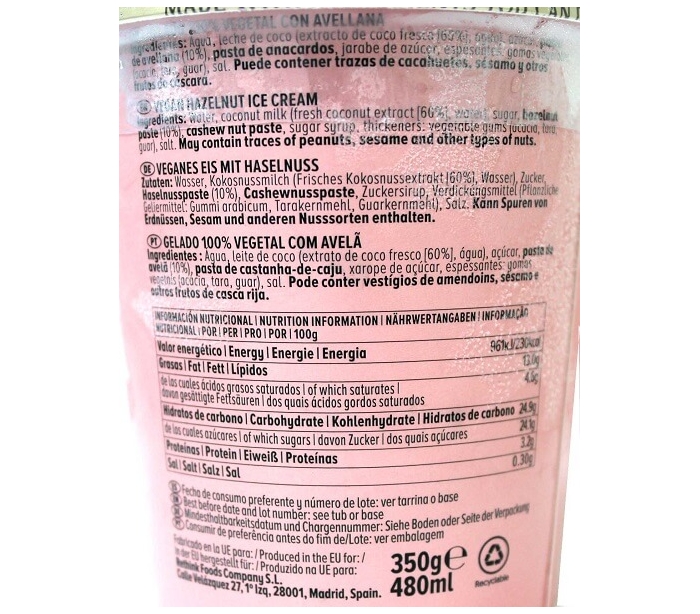 100% VEGETAL CON AVELLANA
Ingredientes: Agua, leche de coco (extracto de coco fresco [60%],
de avellana (10%), pasta de anacardos, jarabe de azúcar, espesantes: gomas
guar), sal. Puede contener trazas de cacahuetes, sésamo y otros
frutos de cáscara.
VEGAN HAZELNUT ICE CREAM
Ingredients: Water, coconut milk (fresh coconut extract [60%], water), sugar, hazelnut
paste (10%), cashew nut paste, sugar syrup, thickeners: vegetable gums (acacia, tara,
guar), salt. May contain traces of peanuts, sesame and other types of nuts.
DE VEGANES EIS MIT HASELNUSS
Zutaten: Wasser, Kokosnussmilch (Frisches Kokosnussextrakt [60%], Wasser), Zucker,
Haselnusspaste (10%), Cashewnusspaste, Zuckersirup, Verdickungsmittel (Pflanzliche
Geliermittel: Gummi arabicum, Tarakernmehl, Guarkernmehl), Salz. Kann Spuren von
Erdnüssen, Sesam und anderen Nusssorten enthalten.
PT GELADO 100% VEGETAL COM AVELÃ
Ingredientes : Agua, leite de coco (extrato de coco fresco [60%], água), açúcar, pasta de
avelã (10%), pasta de castanha-de-caju, xarope de açúcar, espessantes: gomas
vegetais (acácia, tara, guar), sal. Pode conter vestígios de amendoins, sésamo e
outros frutos de casca rija.
INFORMACIÓN NUTRICIONAL | NUTRITION INFORMATION | NÄHRWERTANGABEN | INFORMAÇÃO
NUTRICIONAL | POR | PER | PRO | POR | 100g
Valor energético | Energy | Energie | Energia 961kJ/230kcal
Grasas | Fat | Fett | Lípidos 13.0g
de las cuales ácidos grasos saturados | of which saturates | 4.6g
davon gesättigte Fettsäuren | dos quais ácidos gordos saturados
Hidratos de carbono | Carbohydrate | Kohlenhydrate | Hidratos de carbono 24.9g
de las cuales azúcares | of which sugars | davon Zucker | dos quais açúcares 24.1g
Proteínas | Protein | Eiweiß | Proteínas 3.2g
Sal | Salt | Salz | Sal 0.30g
Fecha de consumo preferente y número de lote: ver tarrina o base
Best before date and lot number: see tub or base
Mindesthaltbarkeitsdatum und Chargennummer: Siehe Boden oder Seite der Verpackung
Consumir de preferência antes do fim de/Lote: ver embalagem
Fabricado en la UE para: / Produced in the EU for: /
In der EU hergestellt für: / Produzido na UE para:
Rethink Foods Company S.L.
Calle Velázquez 27, 1º Izq, 28001, Madrid, Spain.
350g e
480ml
Recyclable